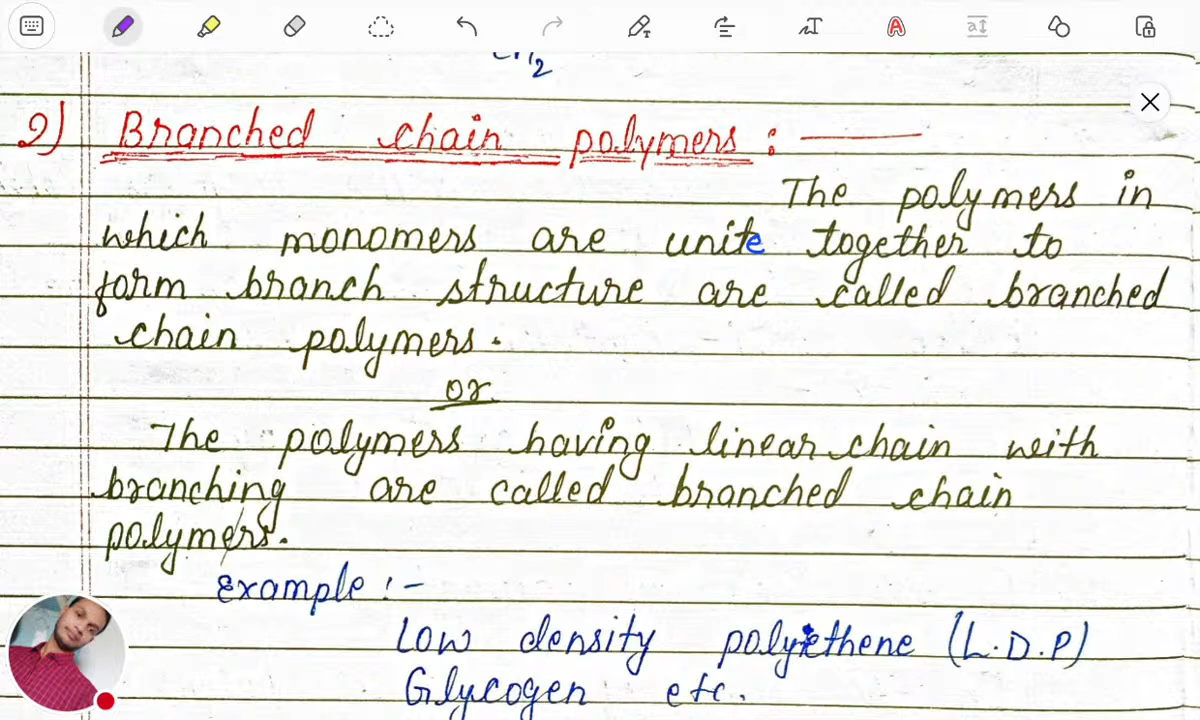 2) Branched chain polymers :—
The polymers in
which monomers are unite together to
form branch structure are called branched
chain polymers.
or
The polymers having linear chain with
branching are called branched chain
polymers.
Example :-
Low density polyethene (L.D.P)
Glycogen etc.